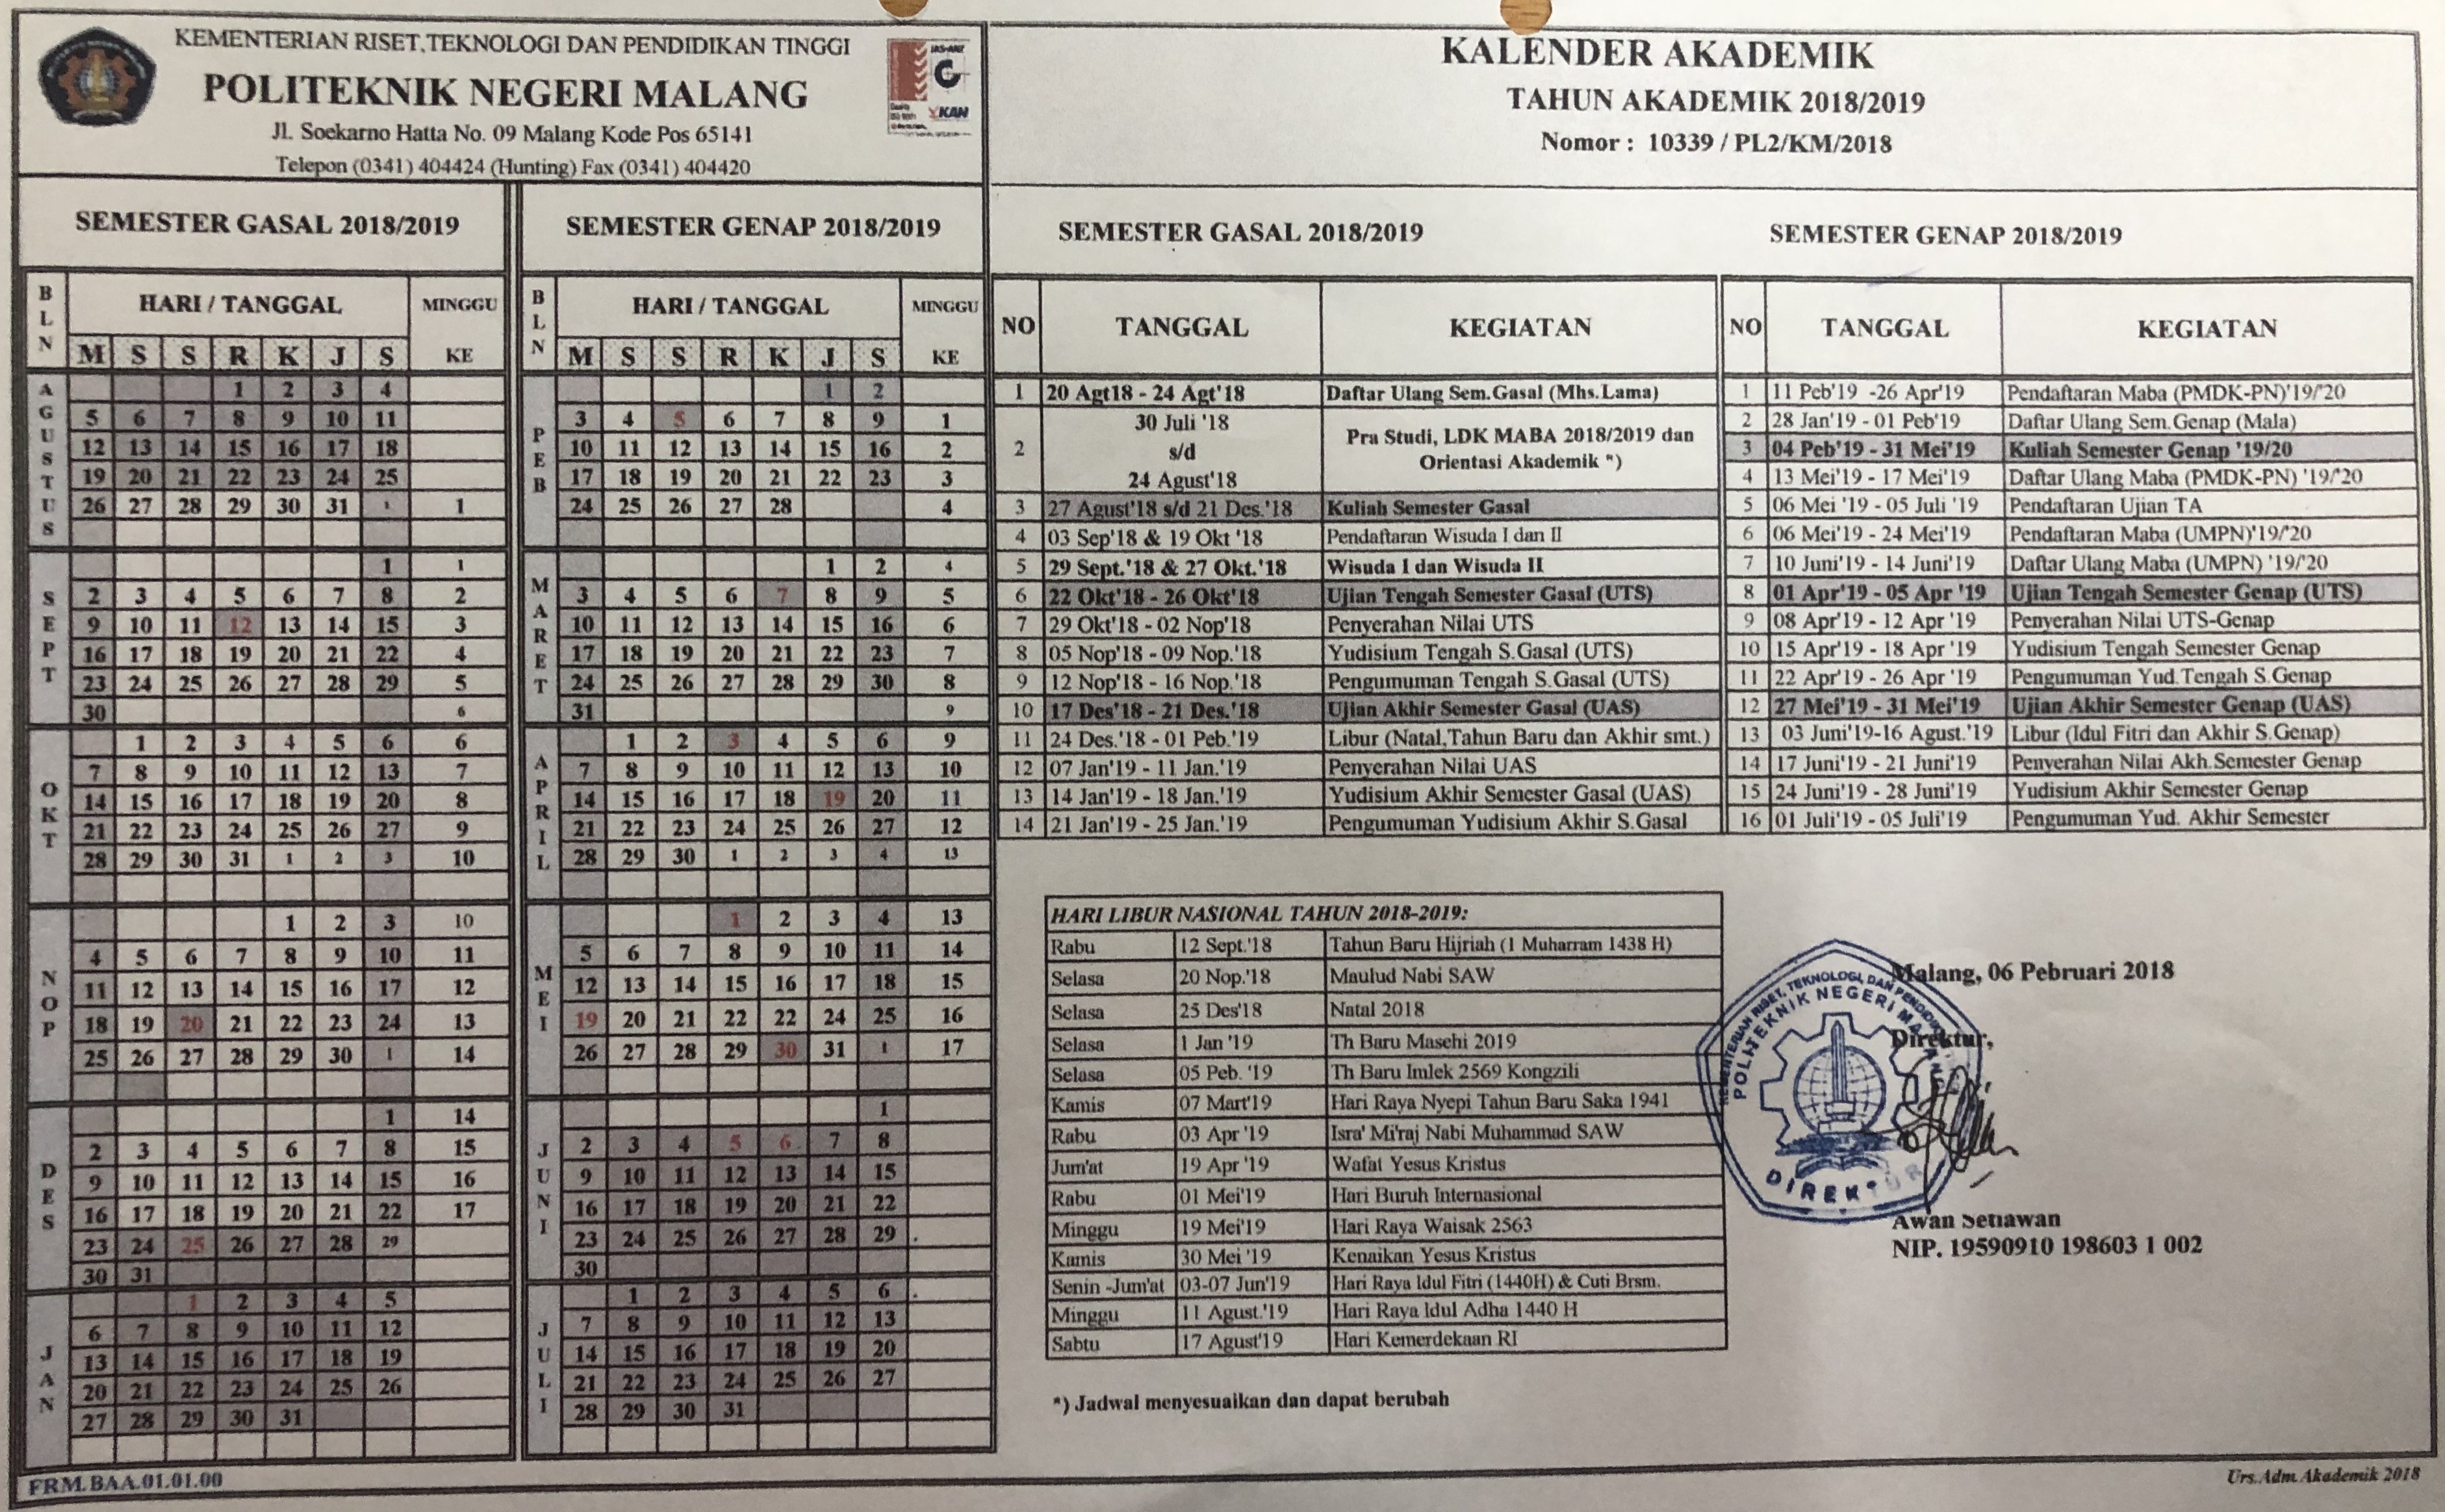 KEMENTERIAN RISET,TEKNOLOGI DAN PENDIDIKAN TINGGI
POLITEKNIK NEGERI MALANG
Jl. Soekarno Hatta No. 09 Malang Kode Pos 65141
Telepon (0341) 404424 (Hunting) Fax (0341) 404420
KAN
KALENDER AKADEMIK
TAHUN AKADEMIK 2018/2019
Nomor : 10339 / PL2/KM/2018
SEMESTER GASAL 2018/2019
BLN HARI / TANGGAL MINGGU KE
M S S R K J S
AGUSTUS
1 2 3 4
5 6 7 8 9 10 11
12 13 14 15 16 17 18
19 20 21 22 23 24 25
26 27 28 29 30 31 1 1
SEPT
1 1
2 3 4 5 6 7 8 2
9 10 11 12 13 14 15 3
16 17 18 19 20 21 22 4
23 24 25 26 27 28 29 5
30 6
OKT
1 2 3 4 5 6 6
7 8 9 10 11 12 13 7
14 15 16 17 18 19 20 8
21 22 23 24 25 26 27 9
28 29 30 31 1 2 3 10
NOP
1 2 3 10
4 5 6 7 8 9 10 11
11 12 13 14 15 16 17 12
18 19 20 21 22 23 24 13
25 26 27 28 29 30 1 14
DES
1 14
2 3 4 5 6 7 8 15
9 10 11 12 13 14 15 16
16 17 18 19 20 21 22 17
23 24 25 26 27 28 29
30 31
JAN
1 2 3 4 5
6 7 8 9 10 11 12
13 14 15 16 17 18 19
20 21 22 23 24 25 26
27 28 29 30 31
SEMESTER GENAP 2018/2019
BLN HARI / TANGGAL MINGGU KE
M S S R K J S
PEB
1 2
3 4 5 6 7 8 9 1
10 11 12 13 14 15 16 2
17 18 19 20 21 22 23 3
24 25 26 27 28 4
MARET
1 2 4
3 4 5 6 7 8 9 5
10 11 12 13 14 15 16 6
17 18 19 20 21 22 23 7
24 25 26 27 28 29 30 8
31 9
APRIL
1 2 3 4 5 6 9
7 8 9 10 11 12 13 10
14 15 16 17 18 19 20 11
21 22 23 24 25 26 27 12
28 29 30 1 2 3 4 13
MEI
1 2 3 4 13
5 6 7 8 9 10 11 14
12 13 14 15 16 17 18 15
19 20 21 22 22 24 25 16
26 27 28 29 30 31 1 17
JUNI
1
2 3 4 5 6 7 8
9 10 11 12 13 14 15
16 17 18 19 20 21 22
23 24 25 26 27 28 29
30
JULI
1 2 3 4 5 6
7 8 9 10 11 12 13
14 15 16 17 18 19 20
21 22 23 24 25 26 27
28 29 30 31
SEMESTER GASAL 2018/2019
NO TANGGAL KEGIATAN
1 20 Agt18 - 24 Agt'18 Daftar Ulang Sem.Gasal (Mhs.Lama)
2 30 Juli '18 s/d 24 Agust'18 Pra Studi, LDK MABA 2018/2019 dan Orientasi Akademik *)
3 27 Agust'18 s/d 21 Des.'18 Kuliah Semester Gasal
4 03 Sep'18 & 19 Okt '18 Pendaftaran Wisuda I dan II
5 29 Sept.'18 & 27 Okt.'18 Wisuda I dan Wisuda II
6 22 Okt'18 - 26 Okt'18 Ujian Tengah Semester Gasal (UTS)
7 29 Okt'18 - 02 Nop'18 Penyerahan Nilai UTS
8 05 Nop'18 - 09 Nop.'18 Yudisium Tengah S.Gasal (UTS)
9 12 Nop'18 - 16 Nop.'18 Pengumuman Tengah S.Gasal (UTS)
10 17 Des'18 - 21 Des.'18 Ujian Akhir Semester Gasal (UAS)
11 24 Des.'18 - 01 Peb.'19 Libur (Natal,Tahun Baru dan Akhir smt.)
12 07 Jan'19 - 11 Jan.'19 Penyerahan Nilai UAS
13 14 Jan'19 - 18 Jan.'19 Yudisium Akhir Semester Gasal (UAS)
14 21 Jan'19 - 25 Jan.'19 Pengumuman Yudisium Akhir S.Gasal
SEMESTER GENAP 2018/2019
NO TANGGAL KEGIATAN
1 11 Peb'19 -26 Apr'19 Pendaftaran Maba (PMDK-PN)'19/'20
2 28 Jan'19 - 01 Peb'19 Daftar Ulang Sem.Genap (Mala)
3 04 Peb'19 - 31 Mei'19 Kuliah Semester Genap '19/20
4 13 Mei'19 - 17 Mei'19 Daftar Ulang Maba (PMDK-PN) '19/'20
5 06 Mei '19 - 05 Juli '19 Pendaftaran Ujian TA
6 06 Mei'19 - 24 Mei'19 Pendaftaran Maba (UMPN)'19/'20
7 10 Juni'19 - 14 Juni'19 Daftar Ulang Maba (UMPN) '19/'20
8 01 Apr'19 - 05 Apr '19 Ujian Tengah Semester Genap (UTS)
9 08 Apr'19 - 12 Apr '19 Penyerahan Nilai UTS-Genap
10 15 Apr'19 - 18 Apr '19 Yudisium Tengah Semester Genap
11 22 Apr'19 - 26 Apr '19 Pengumuman Yud.Tengah S.Genap
12 27 Mei'19 - 31 Mei'19 Ujian Akhir Semester Genap (UAS)
13 03 Juni'19-16 Agust.'19 Libur (Idul Fitri dan Akhir S.Genap)
14 17 Juni'19 - 21 Juni'19 Penyerahan Nilai Akh.Semester Genap
15 24 Juni'19 - 28 Juni'19 Yudisium Akhir Semester Genap
16 01 Juli'19 - 05 Juli'19 Pengumuman Yud. Akhir Semester
HARI LIBUR NASIONAL TAHUN 2018-2019:
Rabu 12 Sept.'18 Tahun Baru Hijriah (1 Muharram 1438 H)
Selasa 20 Nop.'18 Maulud Nabi SAW
Selasa 25 Des'18 Natal 2018
Selasa 1 Jan '19 Th Baru Masehi 2019
Selasa 05 Peb. '19 Th Baru Imlek 2569 Kongzili
Kamis 07 Mart'19 Hari Raya Nyepi Tahun Baru Saka 1941
Rabu 03 Apr '19 Isra' Mi'raj Nabi Muhammad SAW
Jum'at 19 Apr '19 Wafat Yesus Kristus
Rabu 01 Mei'19 Hari Buruh Internasional
Minggu 19 Mei'19 Hari Raya Waisak 2563
Kamis 30 Mei '19 Kenaikan Yesus Kristus
Senin -Jum'at 03-07 Jun'19 Hari Raya Idul Fitri (1440H) & Cuti Brsm.
Minggu 11 Agust.'19 Hari Raya Idul Adha 1440 H
Sabtu 17 Agust'19 Hari Kemerdekaan RI
*) Jadwal menyesuaikan dan dapat berubah
Malang, 06 Pebruari 2018
Direktur,
POLITEKNIK NEGERI MALANG
DIREKTUR
Awan Setiawan
NIP. 19590910 198603 1 002
FRM.BAA.01.01.00
Urs.Adm.Akademik 2018